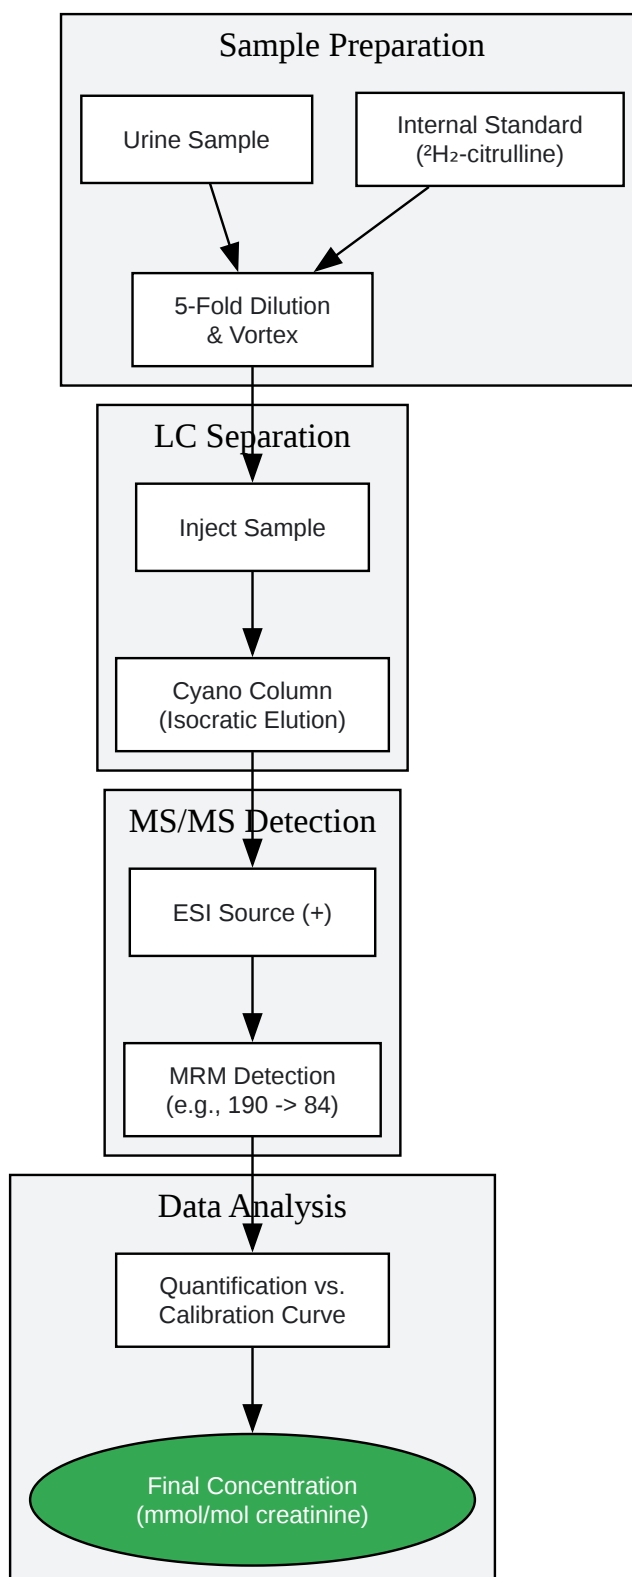 Sample Preparation
Urine Sample
Internal Standard
(²H₂-citrulline)
5-Fold Dilution
& Vortex
LC Separation
Inject Sample
Cyano Column
(Isocratic Elution)
MS/MS Detection
ESI Source (+)
MRM Detection
(e.g., 190 -> 84)
Data Analysis
Quantification vs.
Calibration Curve
Final Concentration
(mmol/mol creatinine)